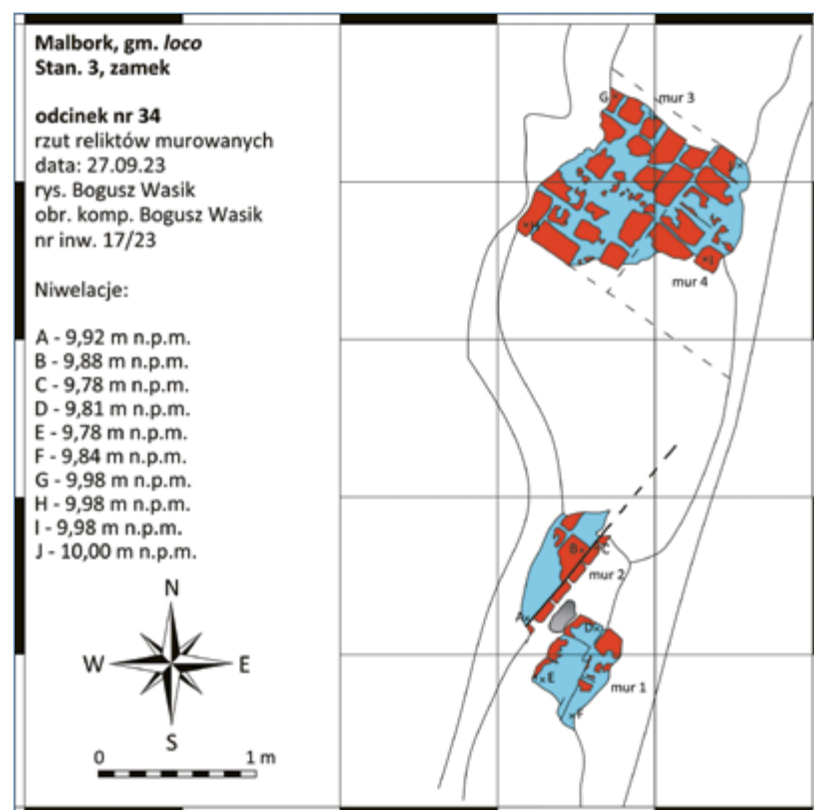 Malbork, gm. loco
Stan. 3, zamek
odcinek nr 34
rzut reliktów murowanych
data: 27.09.23
rys. Bogusz Wasik
obr. komp. Bogusz Wasik
nr inw. 17/23
Niwelacje:
A - 9,92 m n.p.m.
B - 9,88 m n.p.m.
C - 9,78 m n.p.m.
D - 9,81 m n.p.m.
E - 9,78 m n.p.m.
F - 9,84 m n.p.m.
G - 9,98 m n.p.m.
H - 9,98 m n.p.m.
I - 9,98 m n.p.m.
J - 10,00 m n.p.m.
N
W E
S
0 1 m
G
mur 3
J
H
I
mur 4
B
C
mur 2
A
D
E
mur 1
F